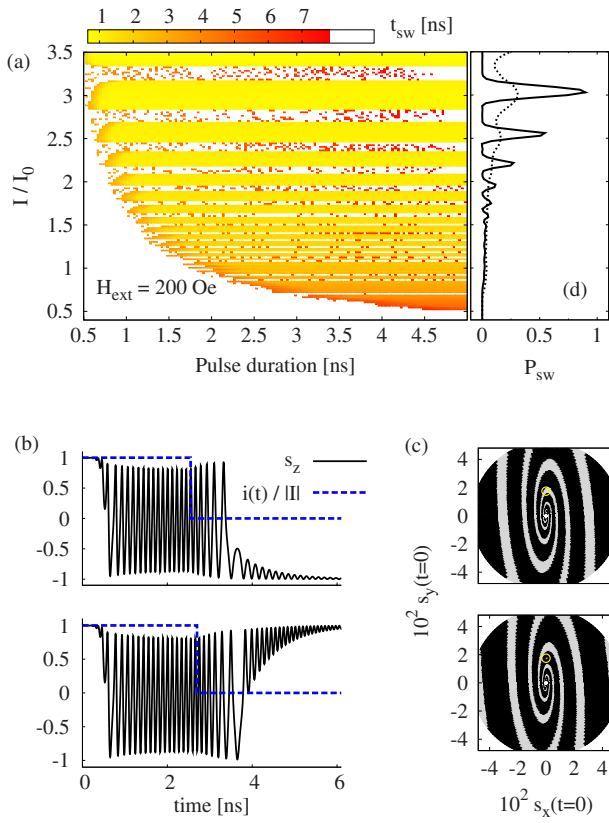 1 2 3 4 5 6 7 t_sw [ns]
(a)
3.5
3
2.5
2
1.5
1
0.5
I / I_0
H_ext = 200 Oe
0.5 1 1.5 2 2.5 3 3.5 4 4.5
Pulse duration [ns]
(d)
0 0.5 1
P_sw
(b)
1
0.5
0
-0.5
-1
s_z
i(t) / |I|
1
0.5
0
-0.5
-1
0 2 4 6
time [ns]
(c)
4
2
0
-2
-4
4
2
0
-2
-4
10^2 s_y(t=0)
-4 -2 0 2 4
10^2 s_x(t=0)